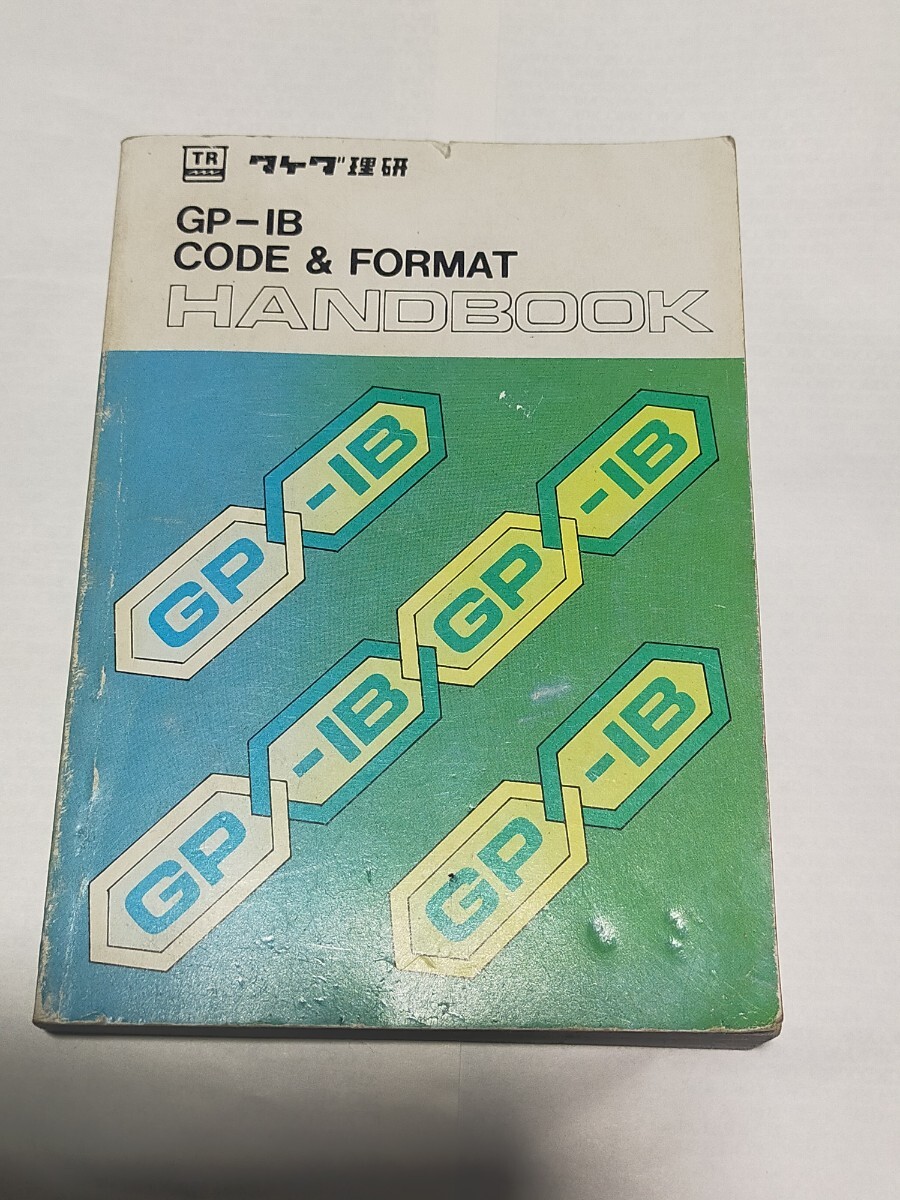 TR タケダ理研
GP-IB
CODE & FORMAT
HANDBOOK
GP-IB
GP-IB
GP-IB
GP-IB